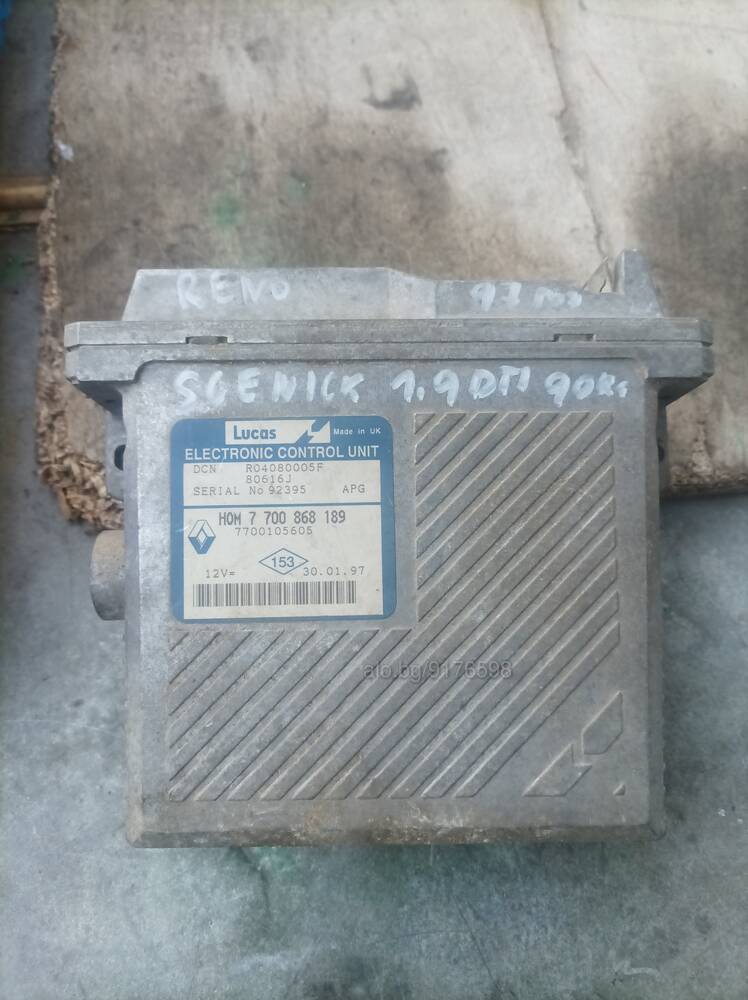 RENO 97
SCENICK 1.9 DTI 90
Lucas Made in UK
ELECTRONIC CONTROL UNIT
DCN R04080005F
80616J
SERIAL No 92395 APG
HOM 7 700 868 189
7700105605
153
12V= 30.01.97
alo.bg/9176598